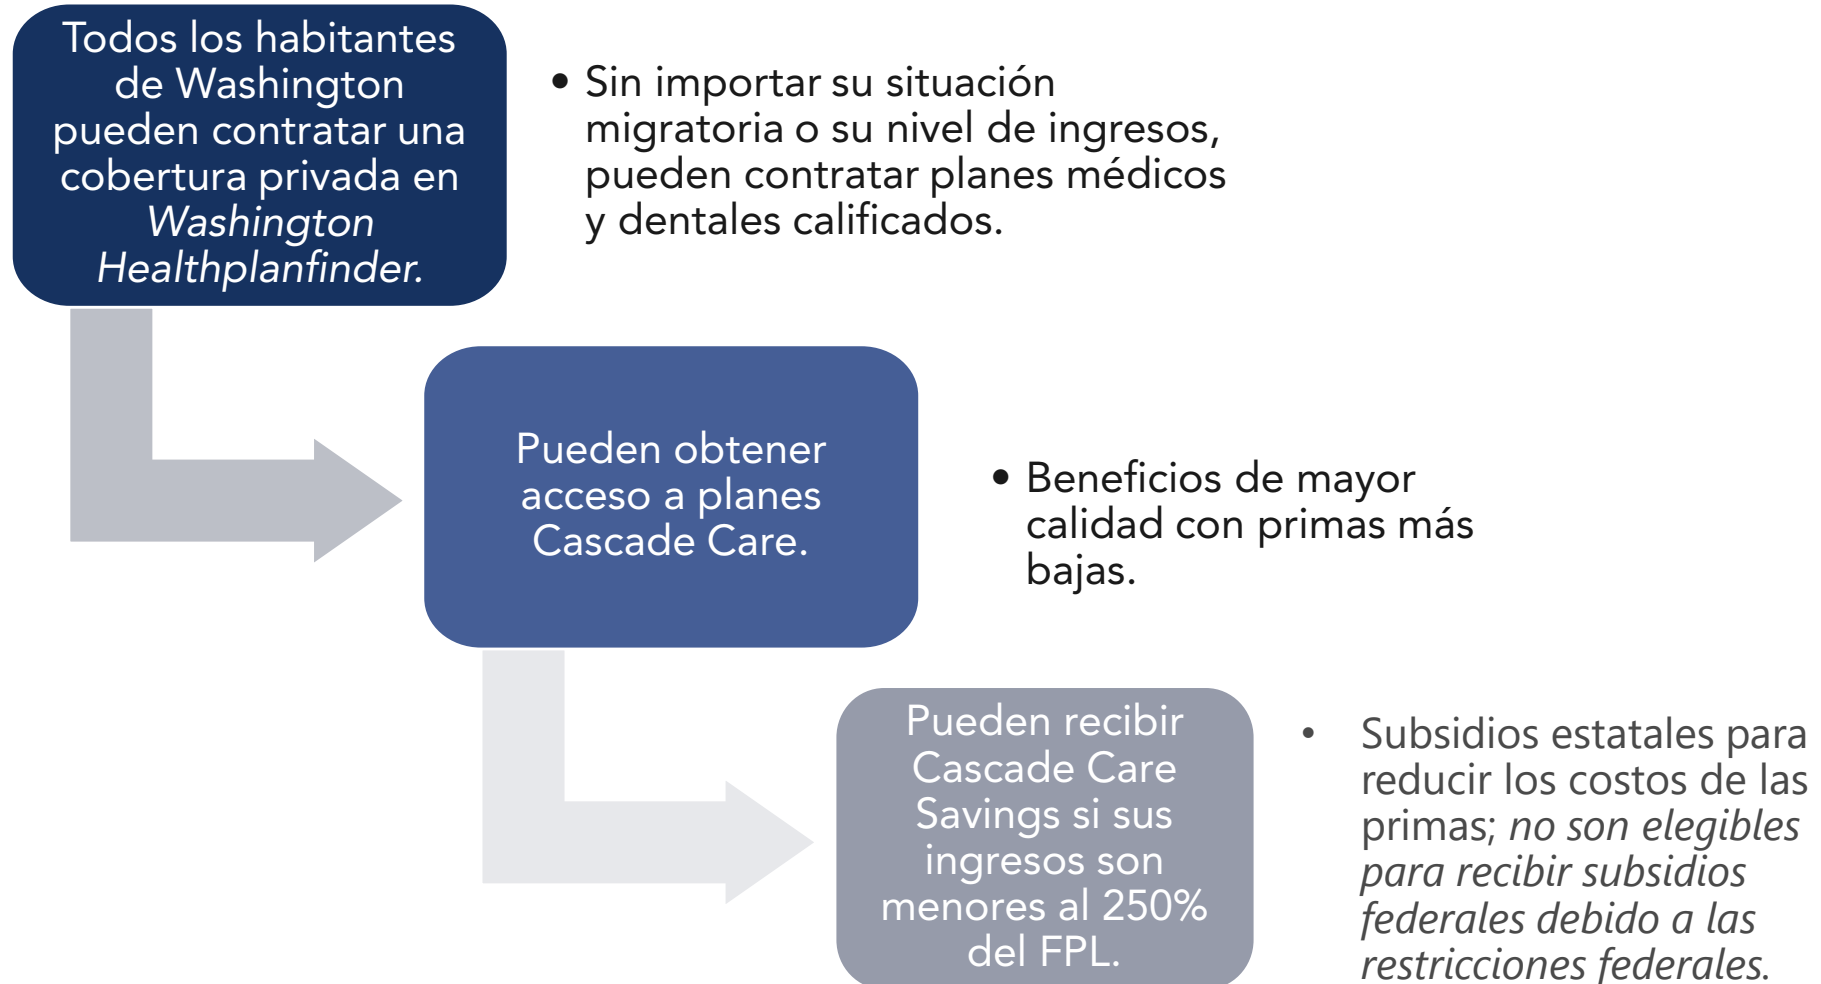 Todos los habitantes
de Washington
pueden contratar una
cobertura privada en
Washington
Healthplanfinder.
• Sin importar su situación
migratoria o su nivel de ingresos,
pueden contratar planes médicos
y dentales calificados.
Pueden obtener
acceso a planes
Cascade Care.
• Beneficios de mayor
calidad con primas más
bajas.
Pueden recibir
Cascade Care
Savings si sus
ingresos son
menores al 250%
del FPL.
• Subsidios estatales para
reducir los costos de las
primas; no son elegibles
para recibir subsidios
federales debido a las
restricciones federales.